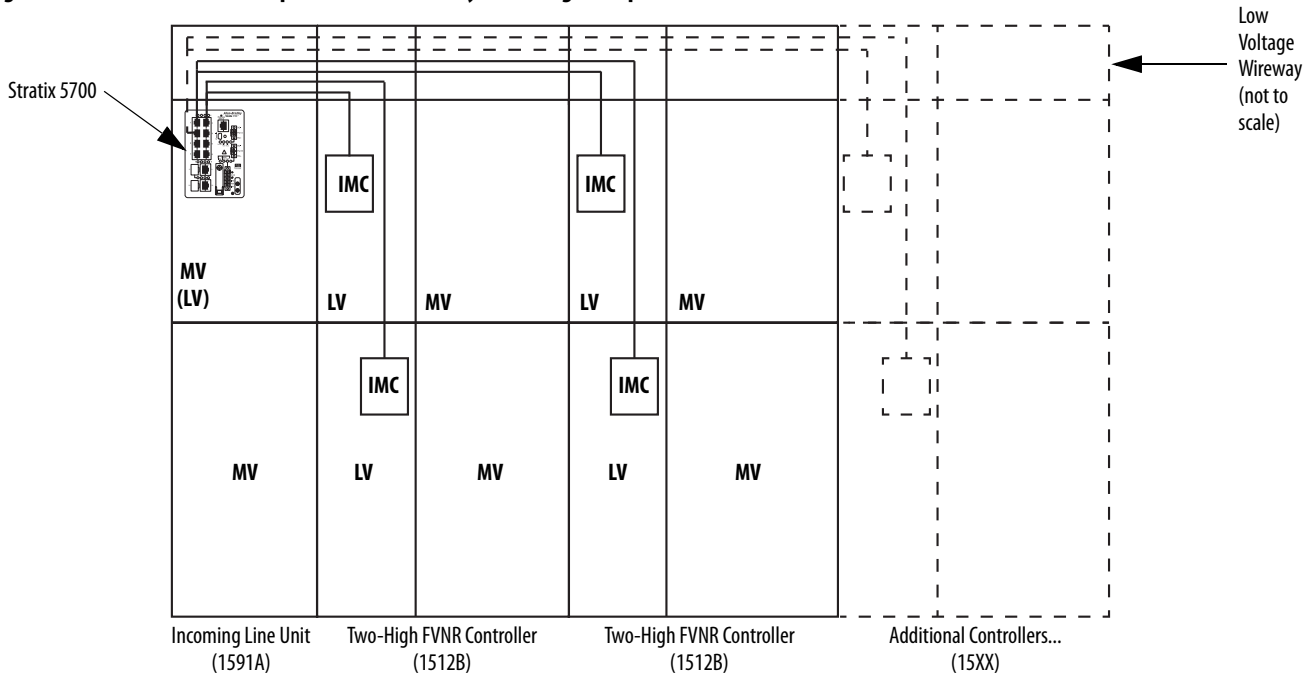 Low
Voltage
Wireway
(not to
scale)
Stratix 5700
IMC
IMC
MV
(LV)
LV
MV
LV
MV
IMC
IMC
MV
LV
MV
LV
MV
Incoming Line Unit
(1591A)
Two-High FVNR Controller
(1512B)
Two-High FVNR Controller
(1512B)
Additional Controllers...
(15XX)